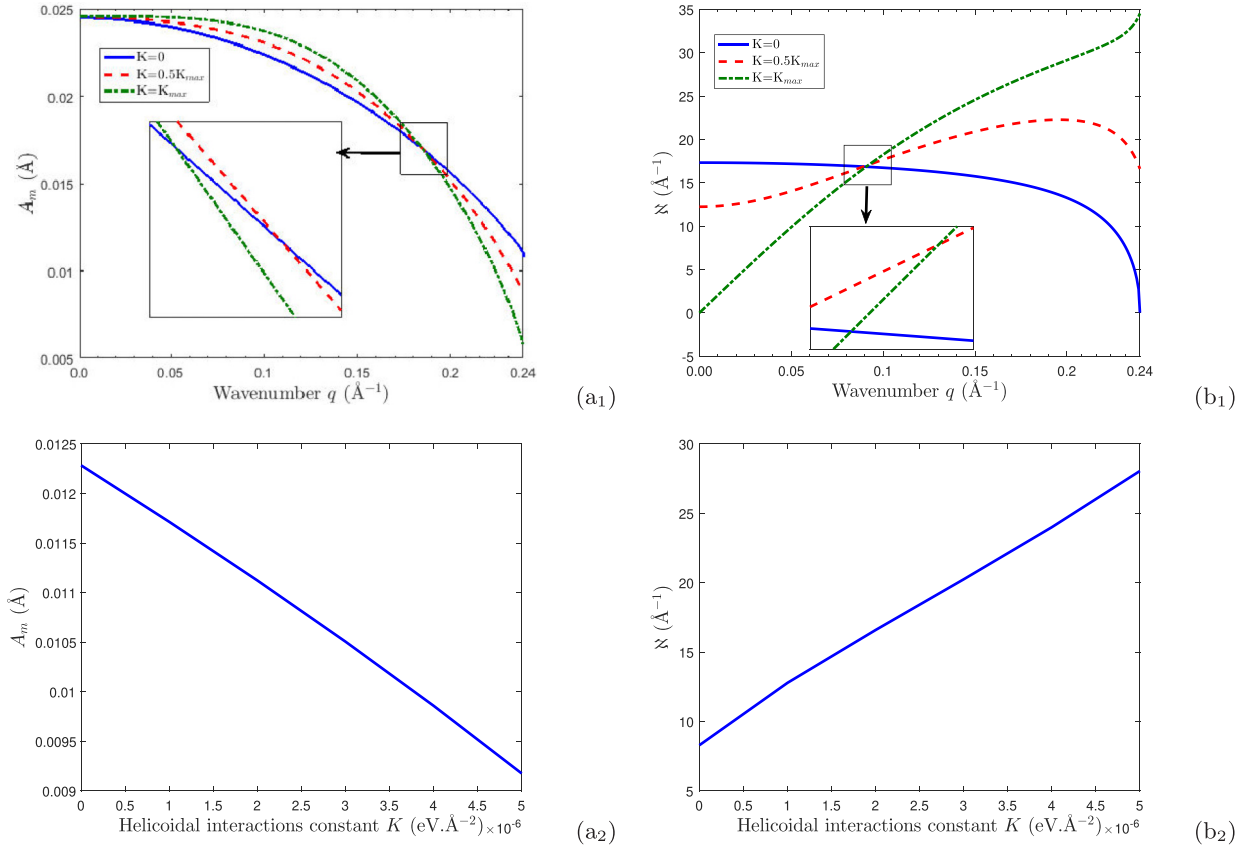 0.025
0.02
0.015
0.01
0.005
A_m (Å)
K=0
K=0.5K_max
K=K_max
0.0 0.05 0.1 0.15 0.2 0.24
Wavenumber q (Å⁻¹)
(a₁)
35
30
25
20
15
10
5
0
-5
ℵ (Å⁻¹)
K=0
K=0.5K_max
K=K_max
0.00 0.05 0.1 0.15 0.2 0.24
Wavenumber q (Å⁻¹)
(b₁)
0.0125
0.012
0.0115
0.011
0.0105
0.01
0.0095
0.009
A_m (Å)
0 0.5 1 1.5 2 2.5 3 3.5 4 4.5 5
Helicoidal interactions constant K (eV.Å⁻²)×10⁻⁶
(a₂)
30
25
20
15
10
5
ℵ (Å⁻¹)
0 0.5 1 1.5 2 2.5 3 3.5 4 4.5 5
Helicoidal interactions constant K (eV.Å⁻²)×10⁻⁶
(b₂)